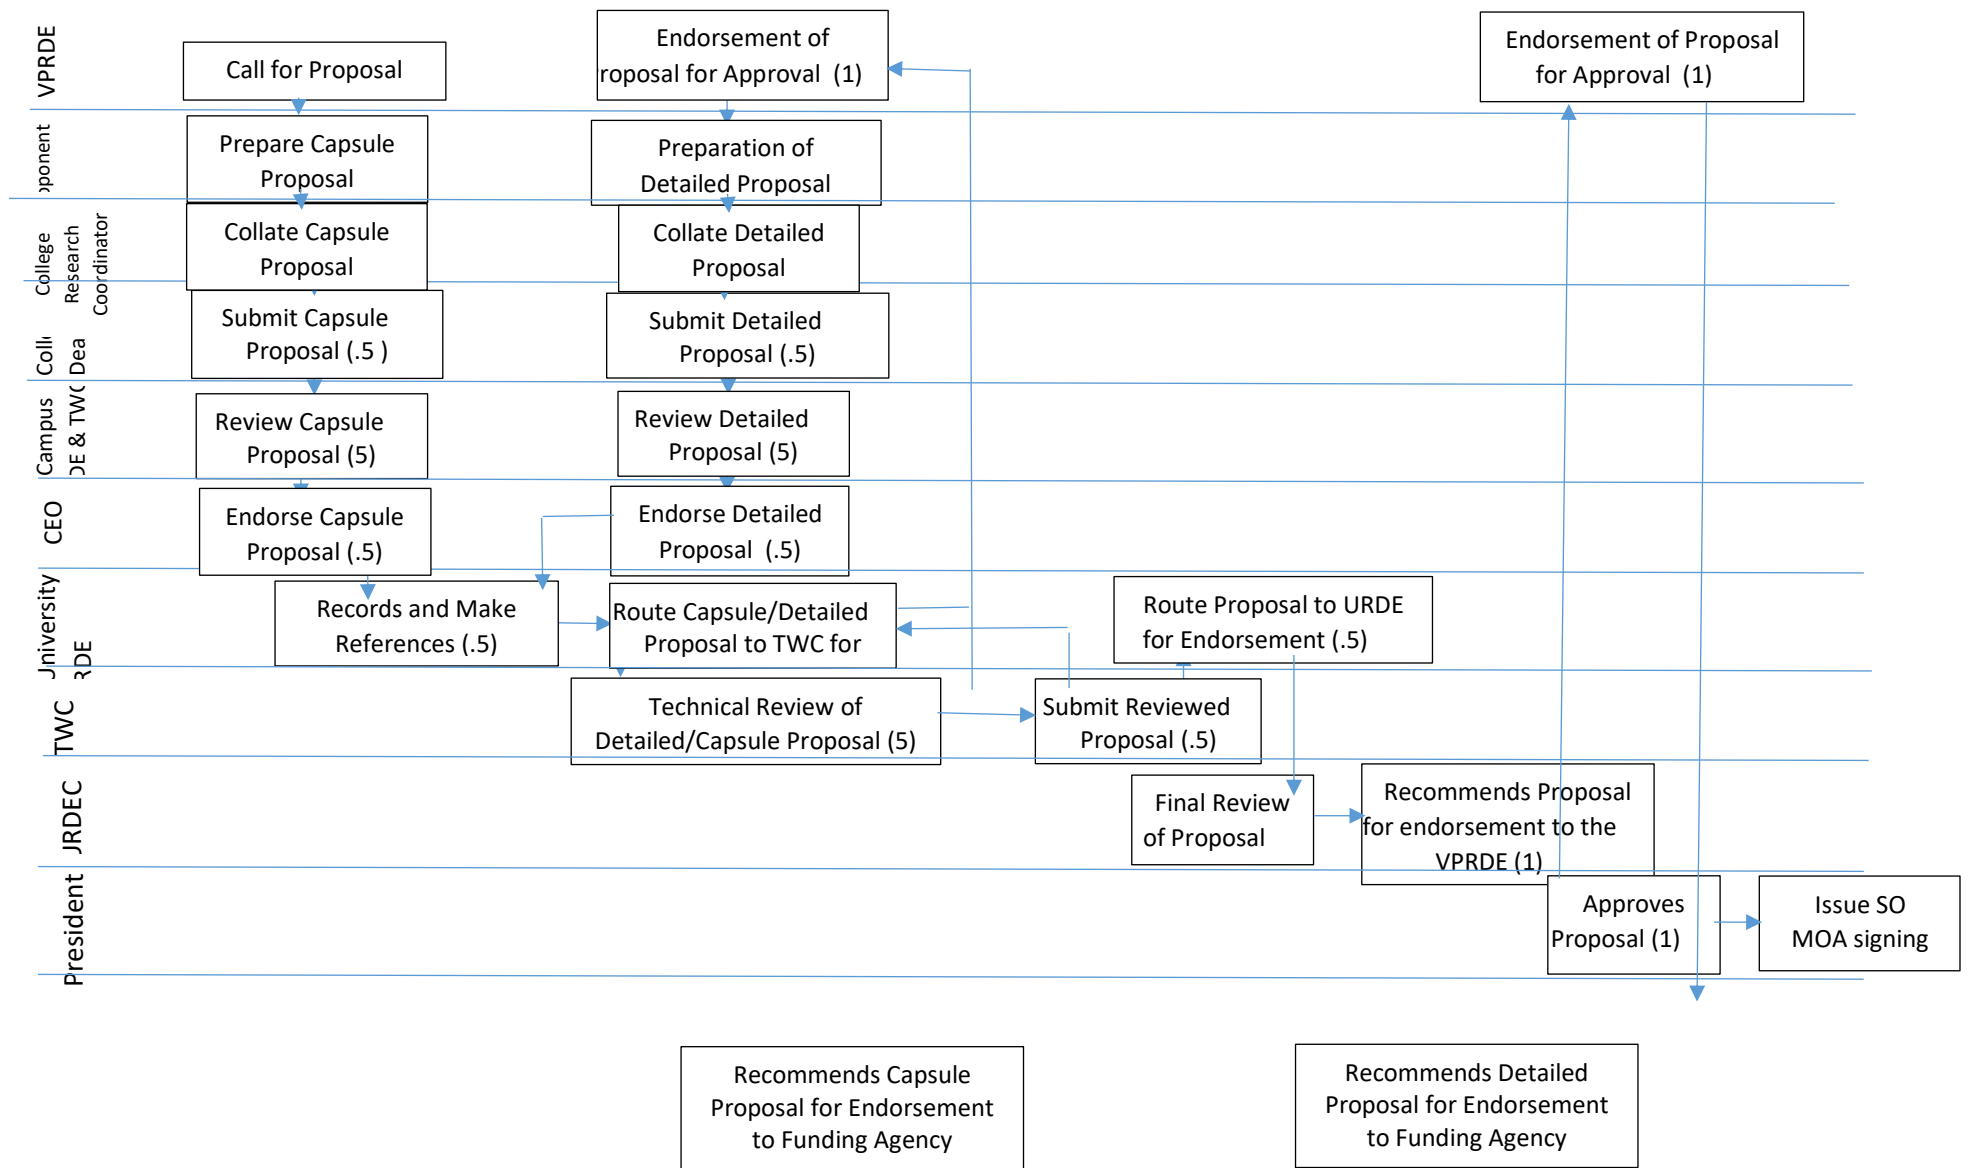 VPRDE
Call for Proposal
Endorsement of
roposal for Approval (1)
Endorsement of Proposal
for Approval (1)
ponent
Prepare Capsule
Proposal
Preparation of
Detailed Proposal
College
Research
Coordinator
Collate Capsule
Proposal
Collate Detailed
Proposal
Dea
Submit Capsule
Proposal (.5 )
Submit Detailed
Proposal (.5)
Campus
DE & TWC
Review Capsule
Proposal (5)
Review Detailed
Proposal (5)
CEO
Endorse Capsule
Proposal (.5)
Endorse Detailed
Proposal (.5)
University
RDE
Records and Make
References (.5)
Route Capsule/Detailed
Proposal to TWC for
Route Proposal to URDE
for Endorsement (.5)
TWC
Technical Review of
Detailed/Capsule Proposal (5)
Submit Reviewed
Proposal (.5)
URDEC
Final Review
of Proposal
Recommends Proposal
for endorsement to the
VPRDE (1)
President
Approves
Proposal (1)
Issue SO
MOA signing
Recommends Capsule
Proposal for Endorsement
to Funding Agency
Recommends Detailed
Proposal for Endorsement
to Funding Agency